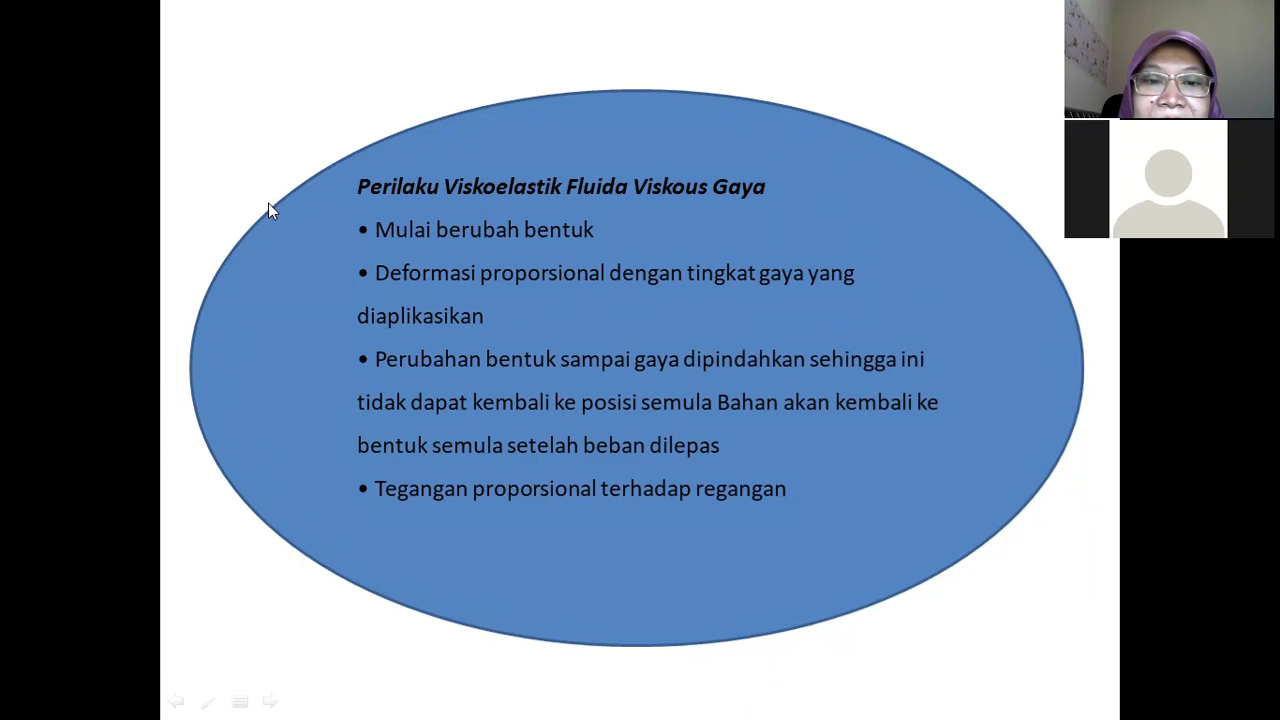 Perilaku Viskoelastik Fluida Viskous Gaya
• Mulai berubah bentuk
• Deformasi proporsional dengan tingkat gaya yang
diaplikasikan
• Perubahan bentuk sampai gaya dipindahkan sehingga ini
tidak dapat kembali ke posisi semula Bahan akan kembali ke
bentuk semula setelah beban dilepas
• Tegangan proporsional terhadap regangan